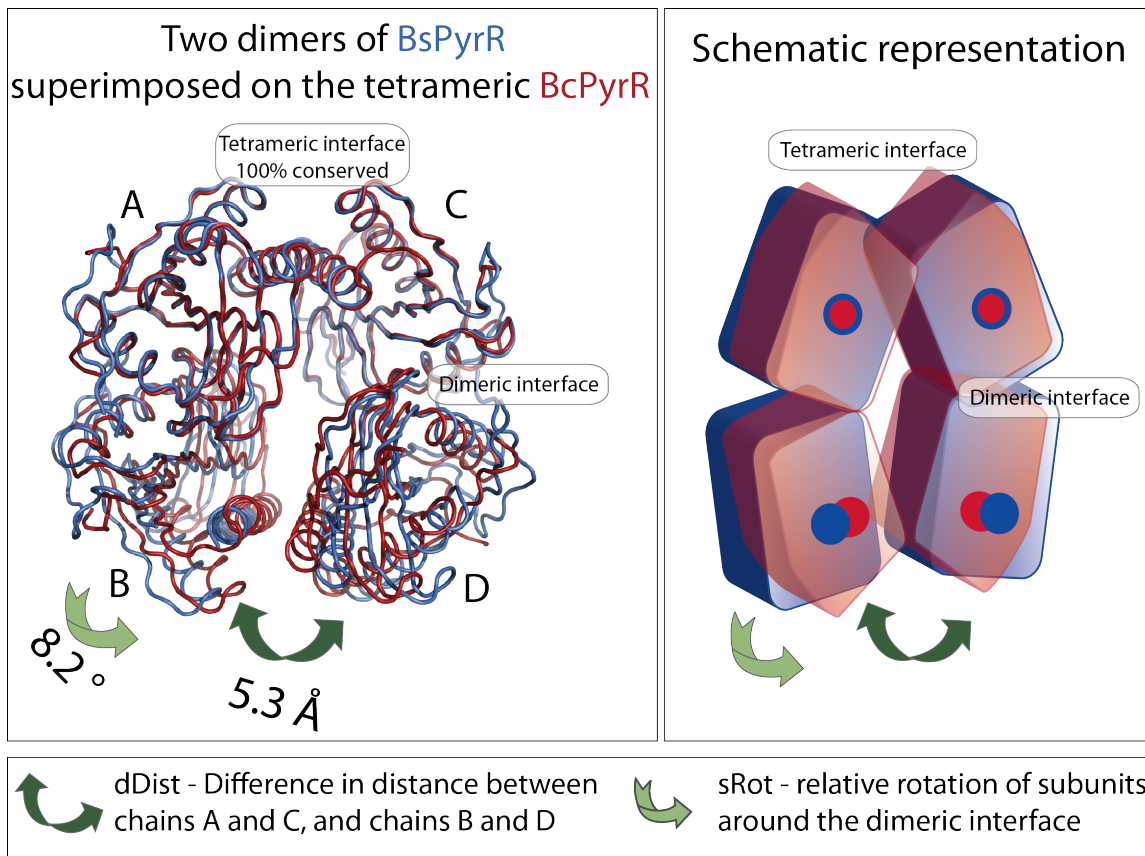 Two dimers of BsPyrR
superimposed on the tetrameric BcPyrR
Tetrameric interface
100% conserved
A
C
Dimeric interface
B
D
8.2 °
5.3 Å
Schematic representation
Tetrameric interface
Dimeric interface
dDist - Difference in distance between
chains A and C, and chains B and D
sRot - relative rotation of subunits
around the dimeric interface